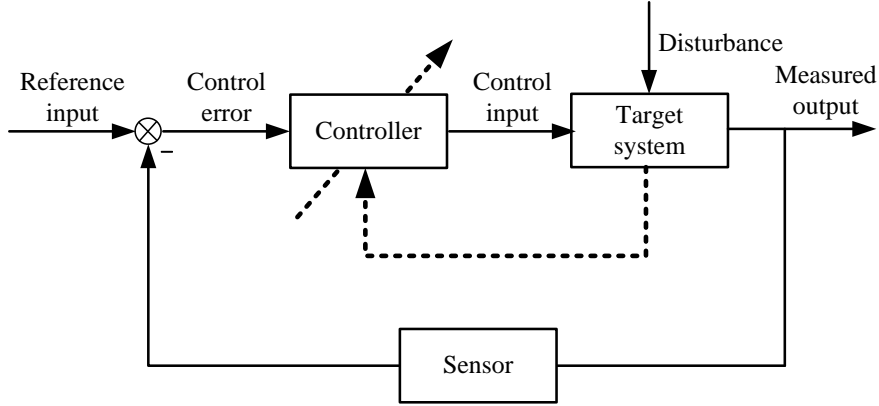 Disturbance
Reference
input
Control
error
Controller
Control
input
Target
system
Measured
output
–
Sensor